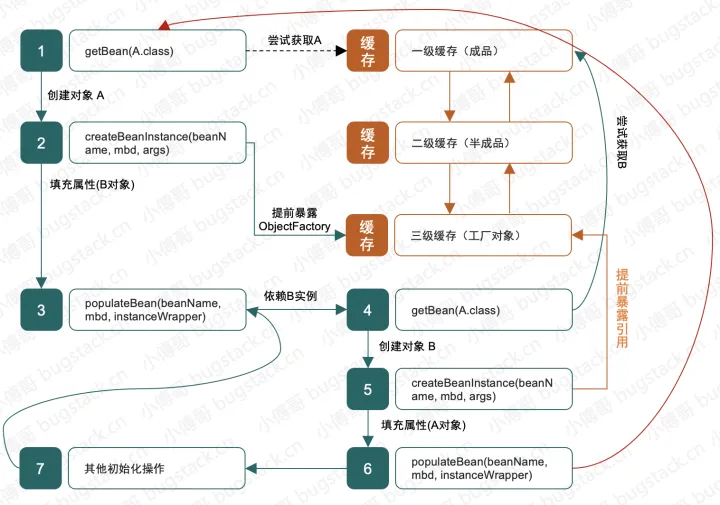 1
getBean(A.class)
尝试获取A
缓
存
一级缓存（成品）
创建对象 A
2
createBeanInstance(beanN
ame, mbd, args)
缓
存
二级缓存（半成品）
尝试获取B
填充属性(B对象)
提前暴露
ObjectFactory
缓
存
三级缓存（工厂对象）
提前暴露引用
3
populateBean(beanName,
mbd, instanceWrapper)
依赖B实例
4
getBean(A.class)
创建对象 B
5
createBeanInstance(beanN
ame, mbd, args)
填充属性(A对象)
7
其他初始化操作
6
populateBean(beanName,
mbd, instanceWrapper)
小傅哥 bugstack.cn